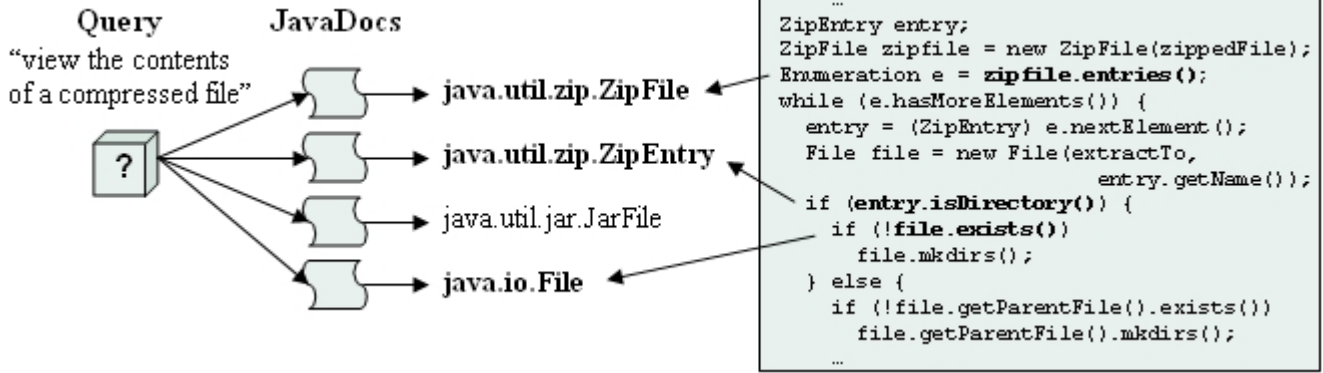 Query
JavaDocs
“view the contents
of a compressed file”
?
java.util.zip.ZipFile
java.util.zip.ZipEntry
java.util.jar.JarFile
java.io.File
...
ZipEntry entry;
ZipFile zipfile = new ZipFile(zippedFile);
Enumeration e = zipfile.entries();
while (e.hasMoreElements()) {
entry = (ZipEntry) e.nextElement();
File file = new File(extractTo,
entry.getName());
if (entry.isDirectory()) {
if (!file.exists())
file.mkdirs();
} else {
if (!file.getParentFile().exists())
file.getParentFile().mkdirs();
...